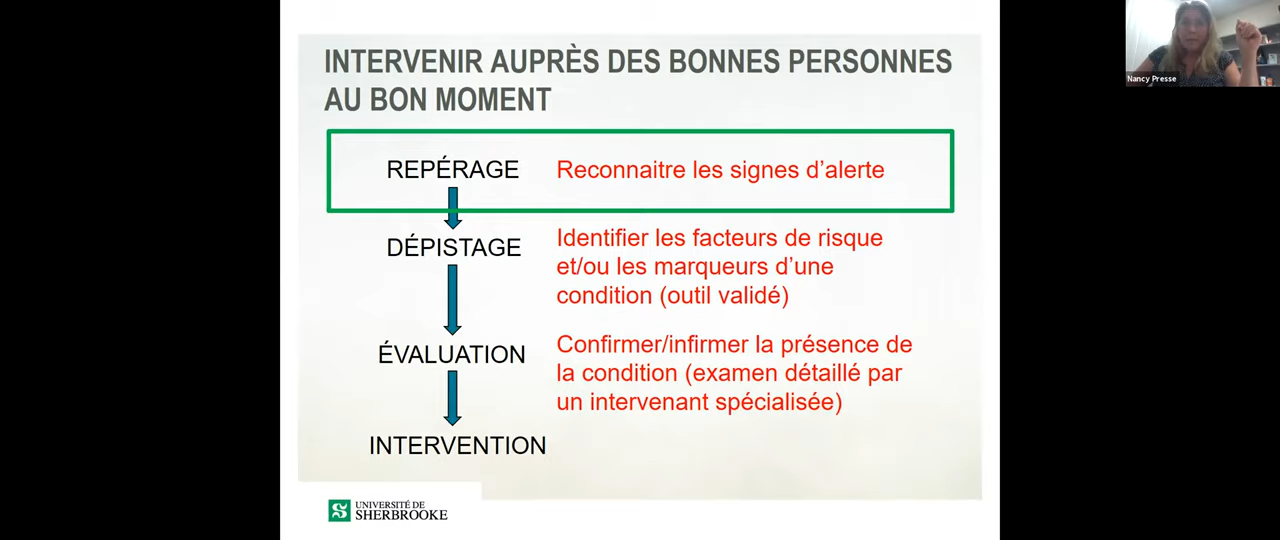 INTERVENIR AUPRÈS DES BONNES PERSONNES
AU BON MOMENT
REPÉRAGE
Reconnaitre les signes d'alerte
DÉPISTAGE
Identifier les facteurs de risque
et/ou les marqueurs d'une
condition (outil validé)
ÉVALUATION
Confirmer/infirmer la présence de
la condition (examen détaillé par
un intervenant spécialisée)
INTERVENTION
UNIVERSITÉ DE
SHERBROOKE
Nancy Presse